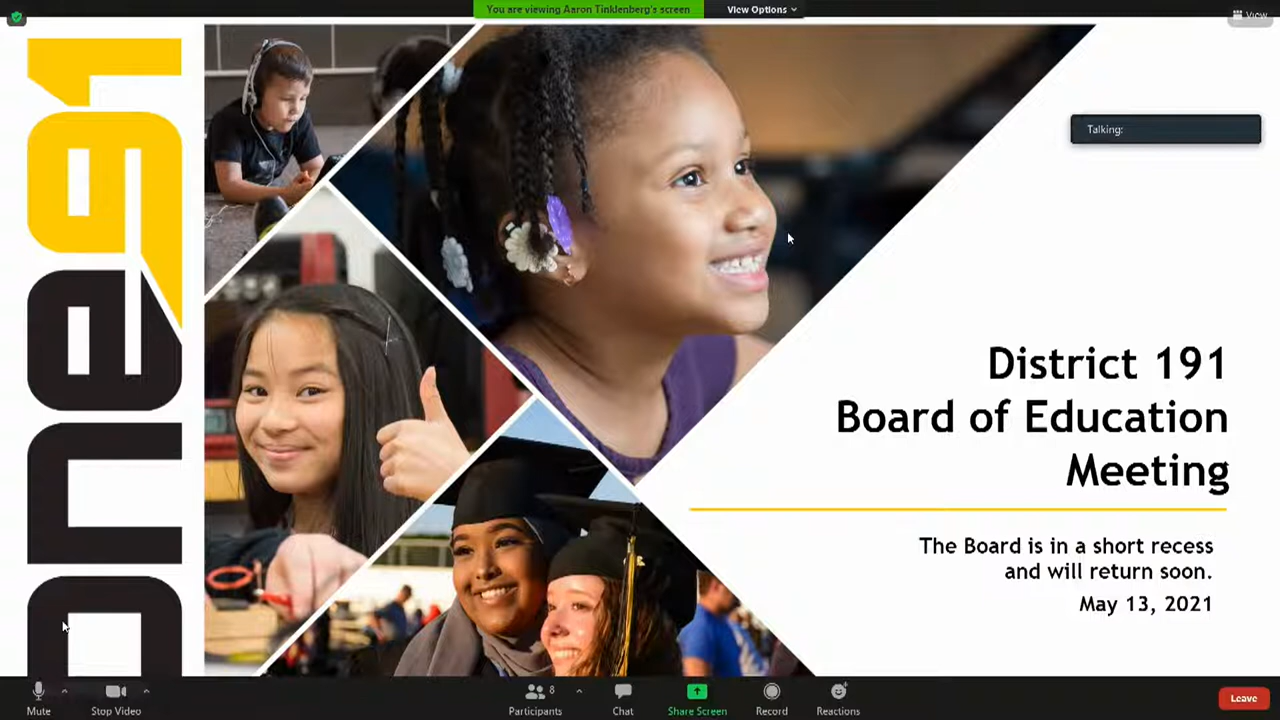 You are viewing Aaron Tinklenberg's screen
View Options
View
Talking:
one91
District 191
Board of Education
Meeting
The Board is in a short recess
and will return soon.
May 13, 2021
Mute
Stop Video
Participants
8
Chat
Share Screen
Record
Reactions
Leave